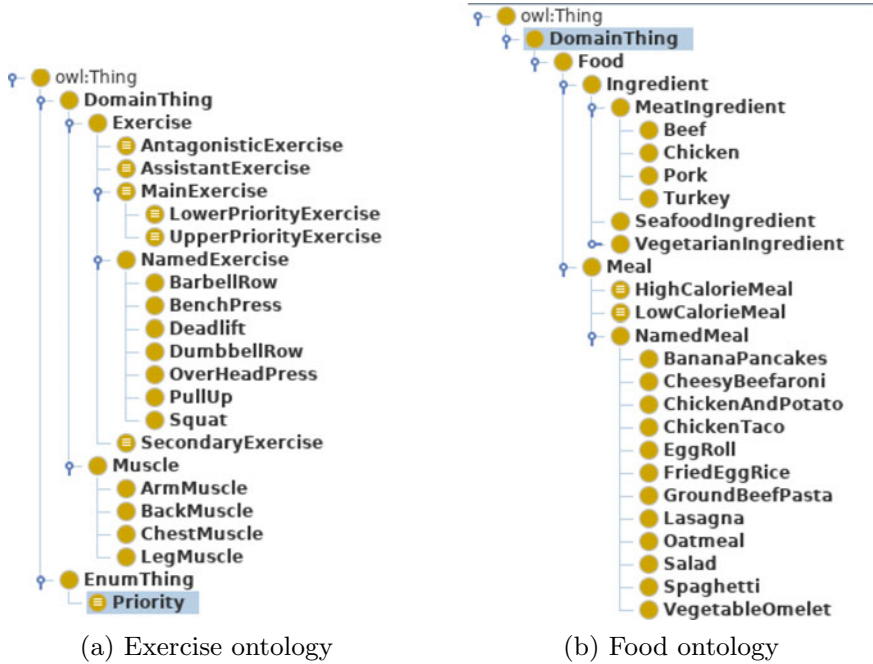 owl:Thing
DomainThing
Exercise
AntagonisticExercise
AssistantExercise
MainExercise
LowerPriorityExercise
UpperPriorityExercise
NamedExercise
BarbellRow
BenchPress
Deadlift
DumbbellRow
OverHeadPress
PullUp
Squat
SecondaryExercise
Muscle
ArmMuscle
BackMuscle
ChestMuscle
LegMuscle
EnumThing
Priority
(a) Exercise ontology
owl:Thing
DomainThing
Food
Ingredient
MeatIngredient
Beef
Chicken
Pork
Turkey
SeafoodIngredient
VegetarianIngredient
Meal
HighCalorieMeal
LowCalorieMeal
NamedMeal
BananaPancakes
CheesyBeefaroni
ChickenAndPotato
ChickenTaco
EggRoll
FriedEggRice
GroundBeefPasta
Lasagna
Oatmeal
Salad
Spaghetti
VegetableOmelet
(b) Food ontology